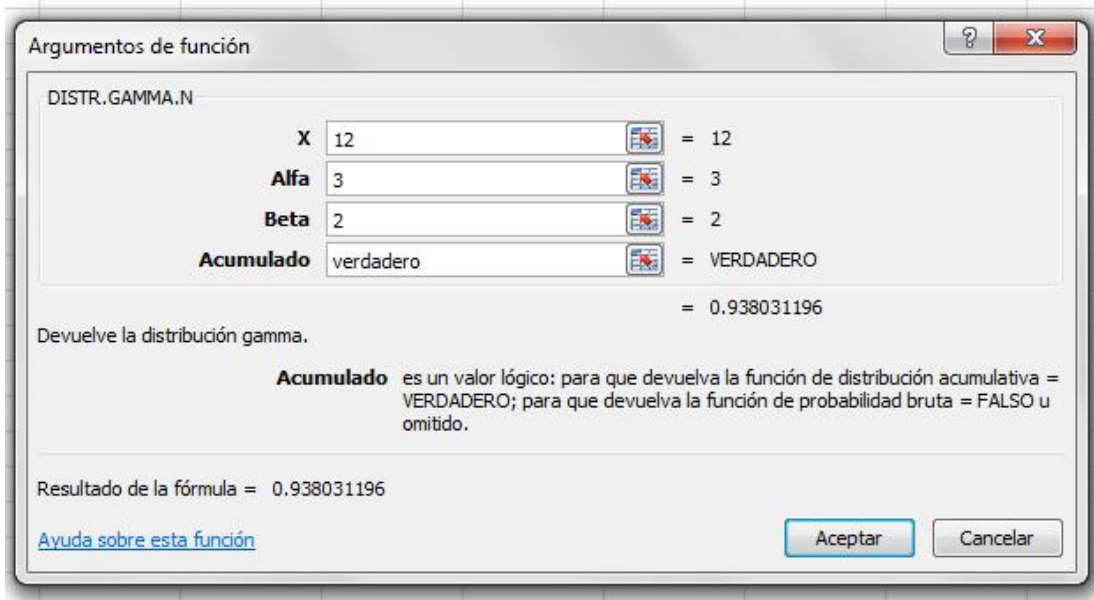 Argumentos de función
DISTR.GAMMA.N
X 12 = 12
Alfa 3 = 3
Beta 2 = 2
Acumulado verdadero = VERDADERO
= 0.938031196
Devuelve la distribución gamma.
Acumulado es un valor lógico: para que devuelva la función de distribución acumulativa =
VERDADERO; para que devuelva la función de probabilidad bruta = FALSO u
omitido.
Resultado de la fórmula = 0.938031196
Ayuda sobre esta función
Aceptar
Cancelar